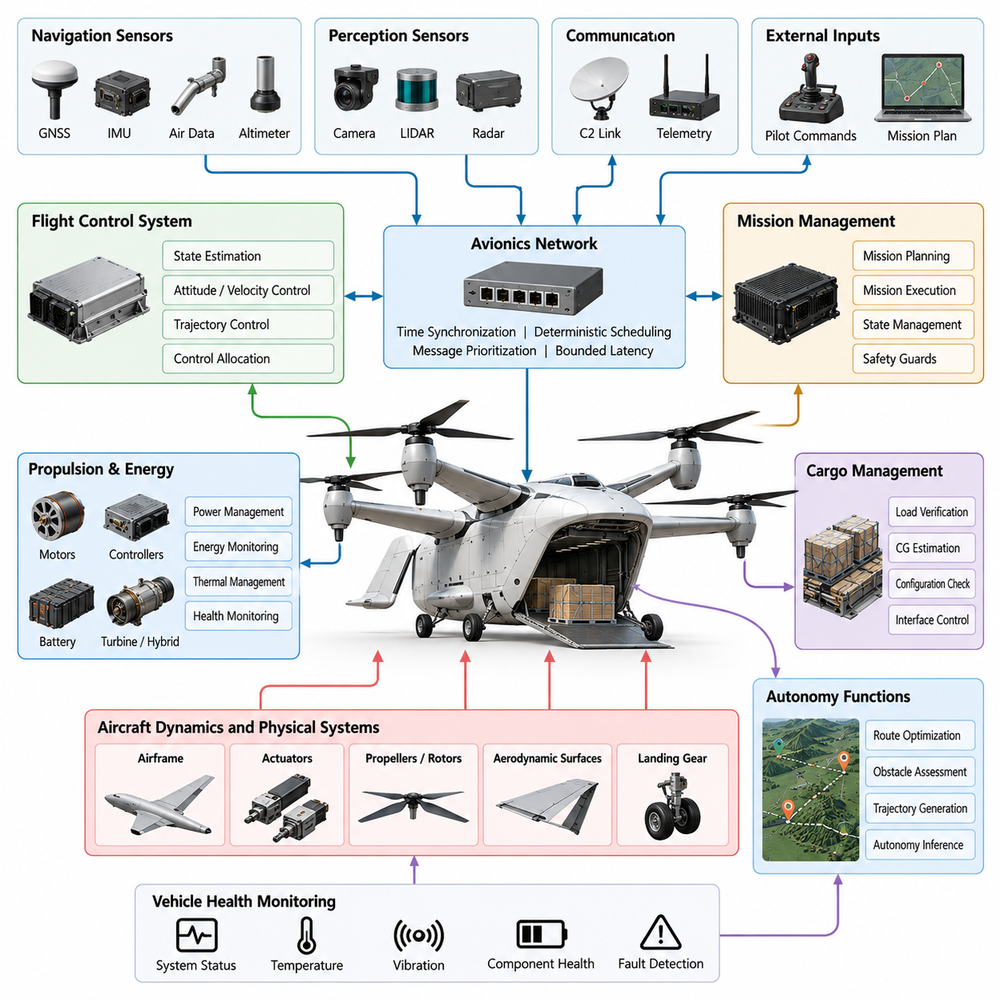 Navigation Sensors
GNSS
IMU
Air Data
Altimeter
Perception Sensors
Camera
LIDAR
Radar
Communication
C2 Link
Telemetry
External Inputs
Pilot Commands
Mission Plan
Flight Control System
State Estimation
Attitude / Velocity Control
Trajectory Control
Control Allocation
Avionics Network
Time Synchronization | Deterministic Scheduling
Message Prioritization | Bounded Latency
Mission Management
Mission Planning
Mission Execution
State Management
Safety Guards
Propulsion & Energy
Motors
Controllers
Battery
Turbine / Hybrid
Power Management
Energy Monitoring
Thermal Management
Health Monitoring
Cargo Management
Load Verification
CG Estimation
Configuration Check
Interface Control
Autonomy Functions
Route Optimization
Obstacle Assessment
Trajectory Generation
Autonomy Inference
Aircraft Dynamics and Physical Systems
Airframe
Actuators
Propellers / Rotors
Aerodynamic Surfaces
Landing Gear
Vehicle Health Monitoring
System Status
Temperature
Vibration
Component Health
Fault Detection